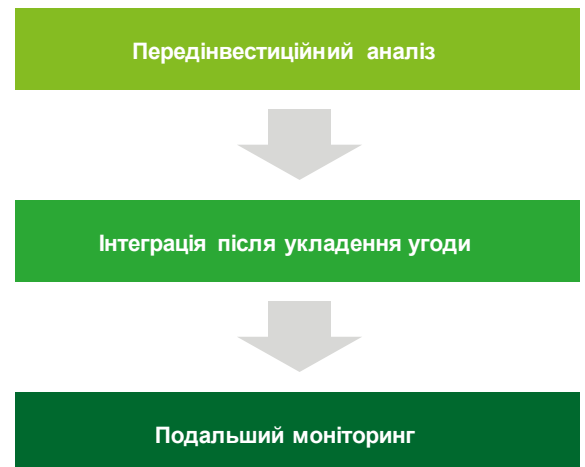 Передінвестиційний аналіз
Інтеграція після укладення угоди
Подальший моніторинг